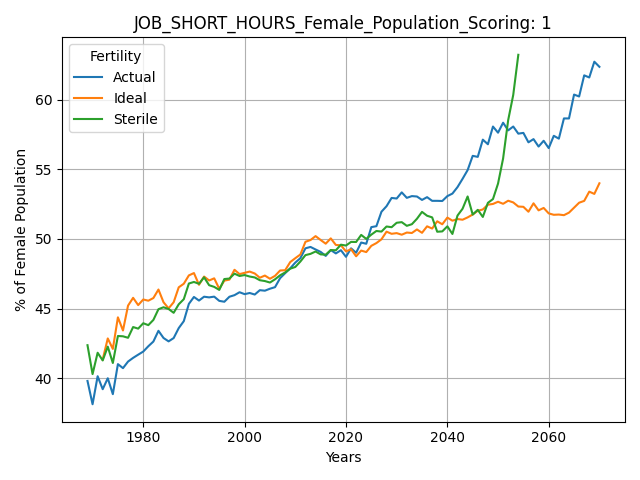 JOB_SHORT_HOURS_Female_Population_Scoring: 1
Fertility
Actual
Ideal
Sterile
% of Female Population
60
55
50
45
40
1980
2000
2020
2040
2060
Years